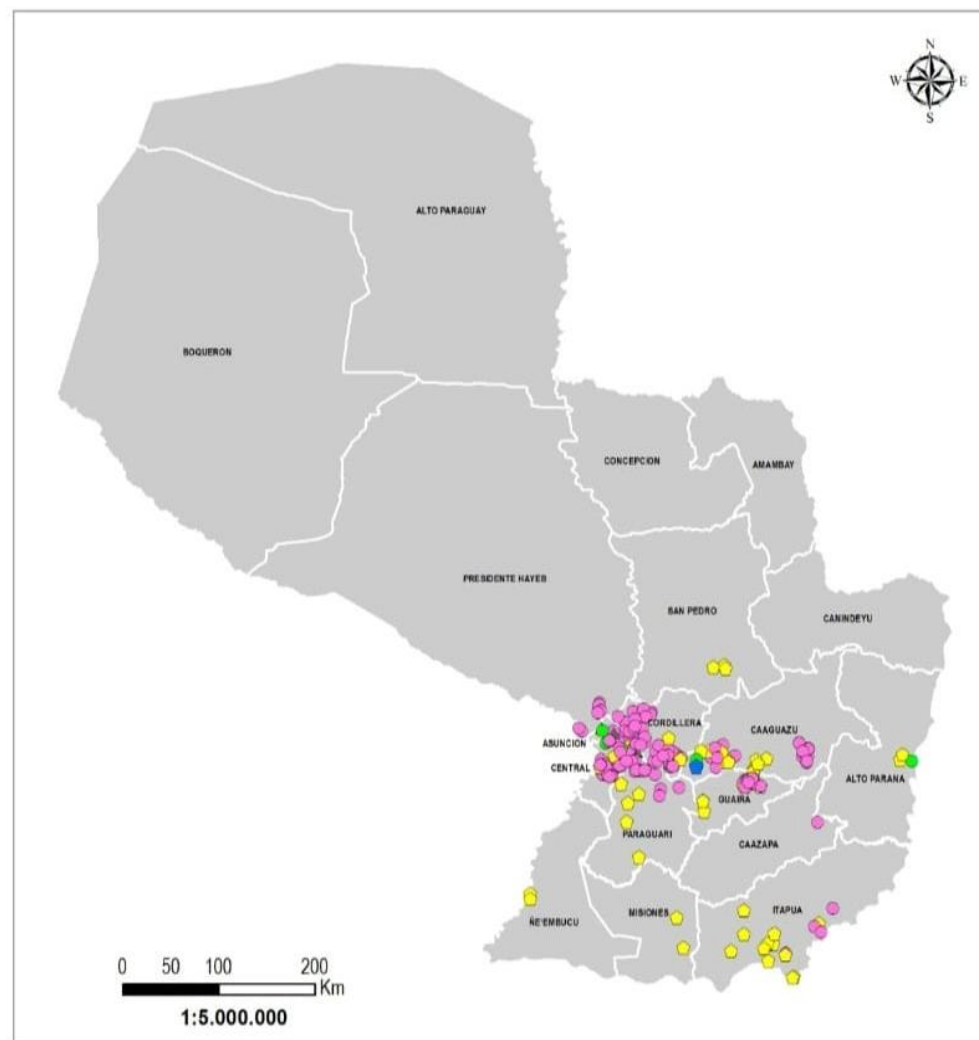 N
W E
S
ALTO PARAGUAY
BOQUERON
CONCEPCION
AMAMBAY
PRESIDENTE HAYES
SAN PEDRO
CANINDEYU
CORDILLERA
CAAGUAZU
ASUNCION
CENTRAL
ALTO PARANA
GUAIRA
PARAGUARI
CAAZAPA
MISIONES
ITAPUA
ÑE'EMBUCU
0 50 100 200
Km
1:5.000.000